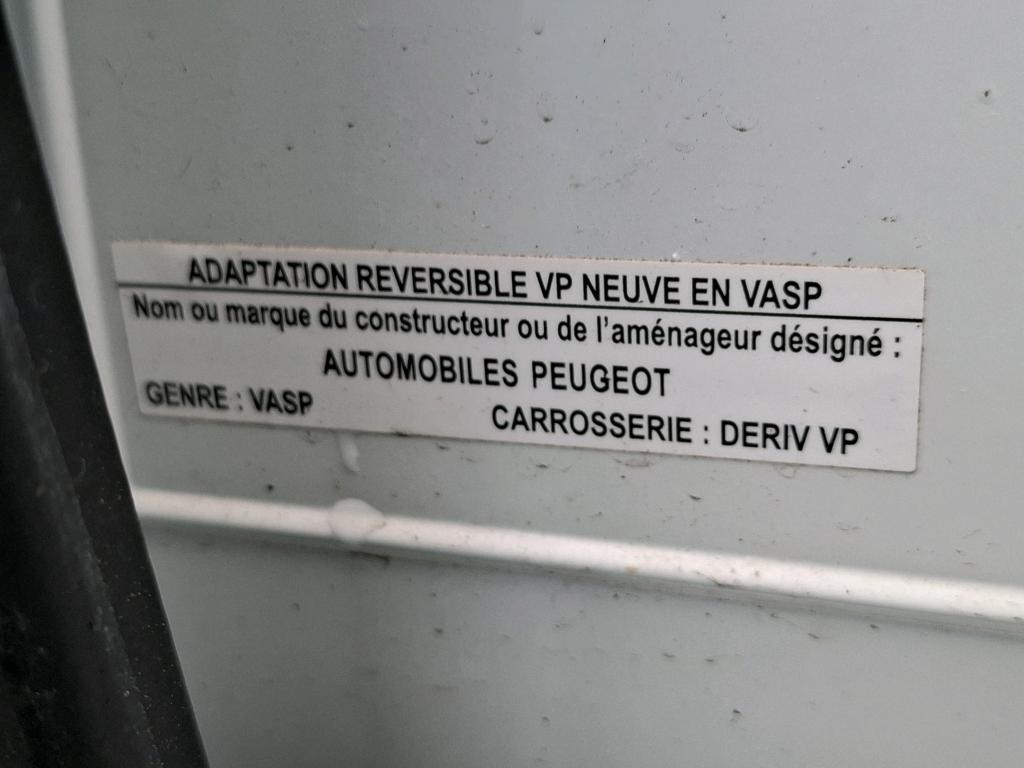 ADAPTATION REVERSIBLE VP NEUVE EN VASP
Nom ou marque du constructeur ou de l'aménageur désigné :
AUTOMOBILES PEUGEOT
GENRE : VASP CARROSSERIE : DERIV VP